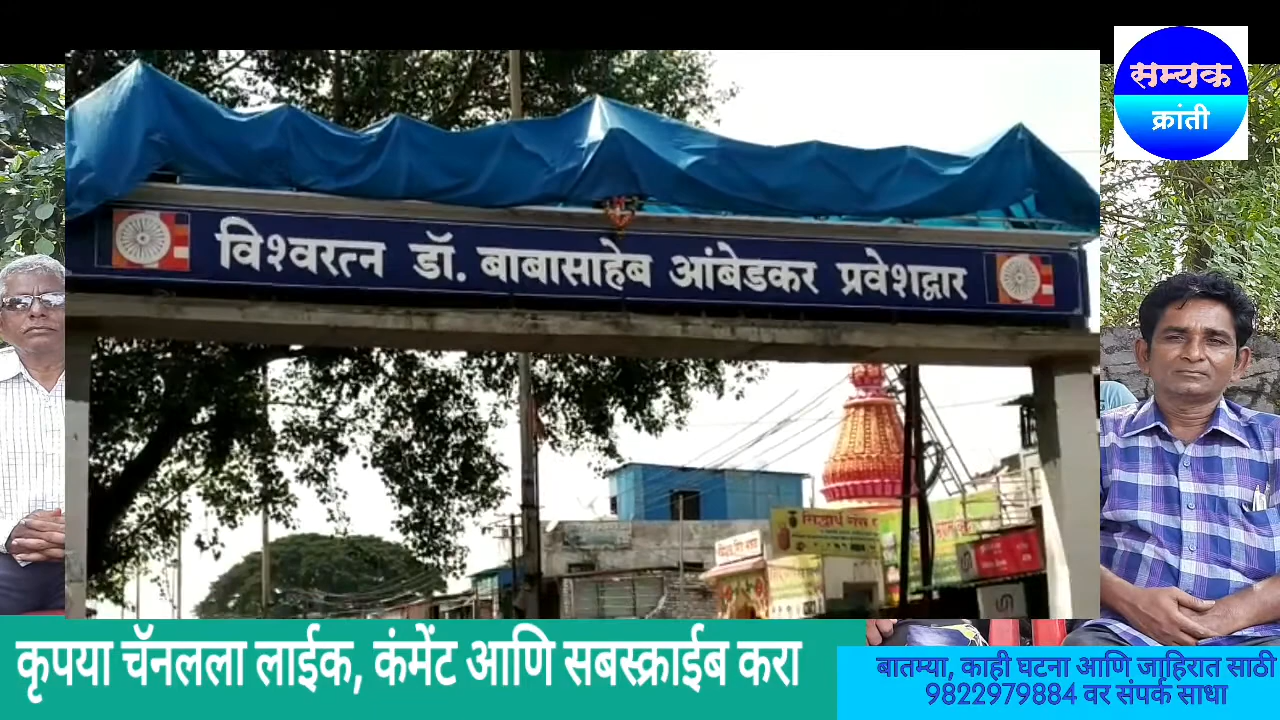 सम्यक
क्रांती
विश्वरत्न डॉ. बाबासाहेब आंबेडकर प्रवेशद्वार
सिद्धार्थ
कृपया चॅनलला लाईक, कंमेंट आणि सबस्क्राईब करा
बातम्या, काही घटना आणि जाहिरात साठी
9822979884 वर संपर्क साधा